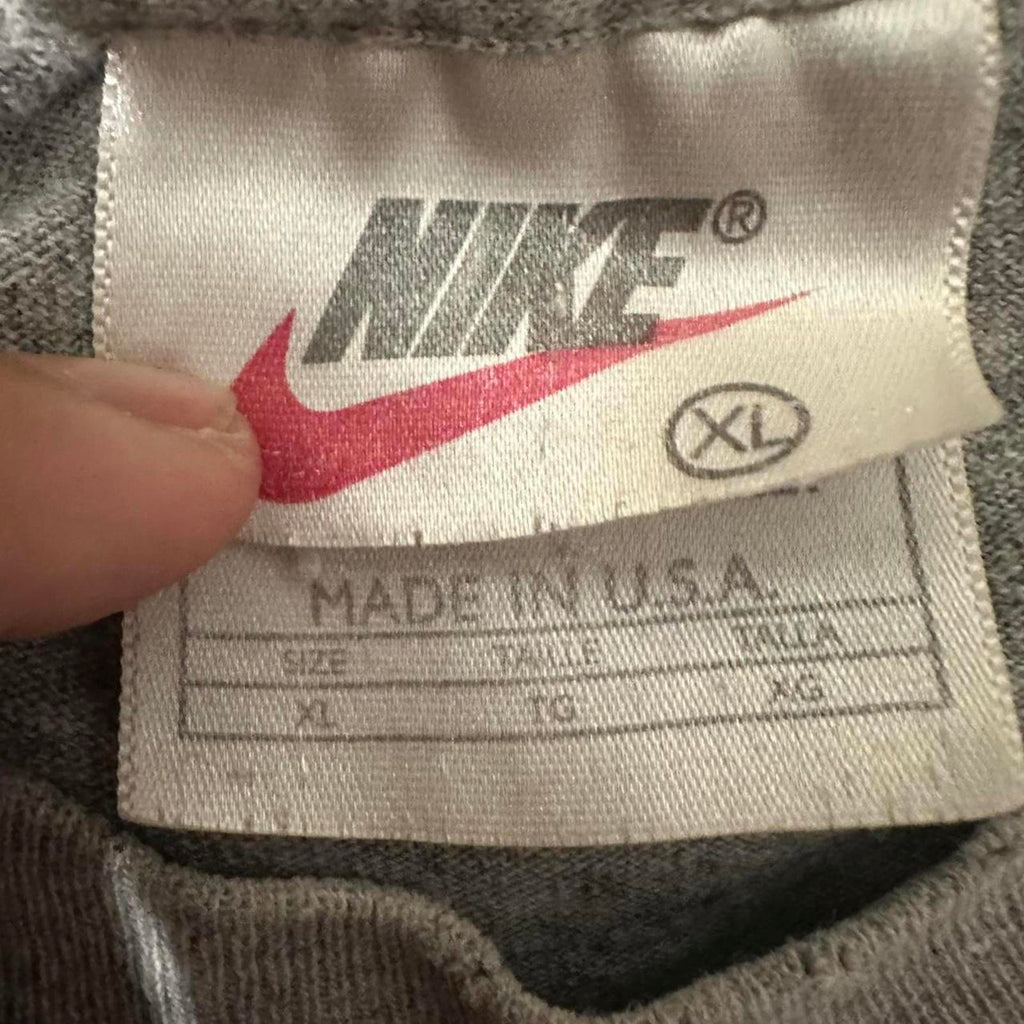 NIKE®
XL
MADE IN U.S.A.
SIZE TAILLE TALLA
XL TG XG